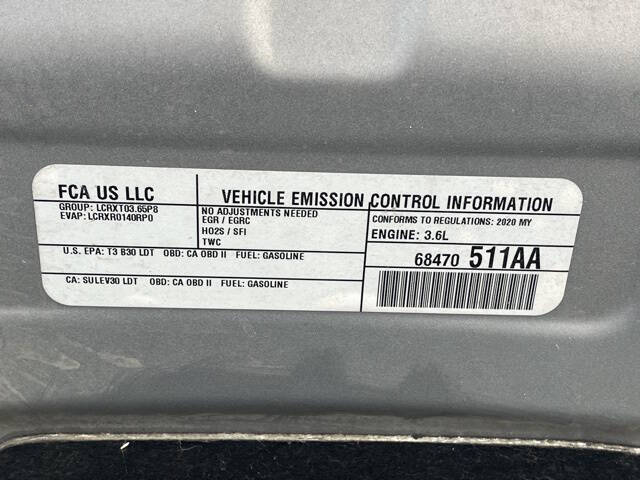 FCA US LLC
GROUP: LCRXT03.65P8
EVAP: LCRXR0140RP0
VEHICLE EMISSION CONTROL INFORMATION
NO ADJUSTMENTS NEEDED
EGR / EGRC
HO2S / SFI
TWC
CONFORMS TO REGULATIONS: 2020 MY
ENGINE: 3.6L
U.S. EPA: T3 B30 LDT OBD: CA OBD II FUEL: GASOLINE
68470 511AA
CA: SULEV30 LDT OBD: CA OBD II FUEL: GASOLINE